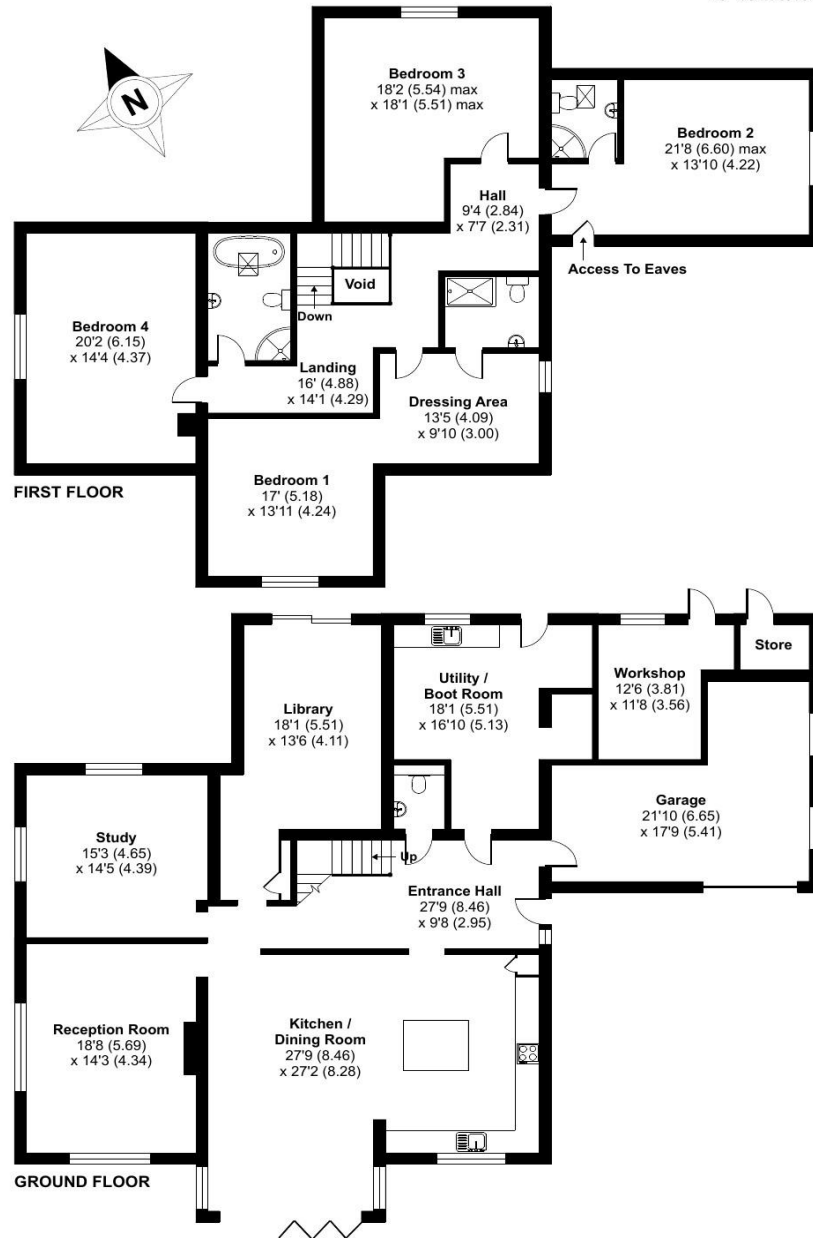 N
Bedroom 3
18'2 (5.54) max
x 18'1 (5.51) max
Bedroom 2
21'8 (6.60) max
x 13'10 (4.22)
Hall
9'4 (2.84)
x 7'7 (2.31)
Access To Eaves
Void
Down
Bedroom 4
20'2 (6.15)
x 14'4 (4.37)
Landing
16' (4.88)
x 14'1 (4.29)
Dressing Area
13'5 (4.09)
x 9'10 (3.00)
Bedroom 1
17' (5.18)
x 13'11 (4.24)
FIRST FLOOR
Store
Workshop
12'6 (3.81)
x 11'8 (3.56)
Utility /
Boot Room
18'1 (5.51)
x 16'10 (5.13)
Library
18'1 (5.51)
x 13'6 (4.11)
Garage
21'10 (6.65)
x 17'9 (5.41)
Study
15'3 (4.65)
x 14'5 (4.39)
Up
Entrance Hall
27'9 (8.46)
x 9'8 (2.95)
Reception Room
18'8 (5.69)
x 14'3 (4.34)
Kitchen /
Dining Room
27'9 (8.46)
x 27'2 (8.28)
GROUND FLOOR